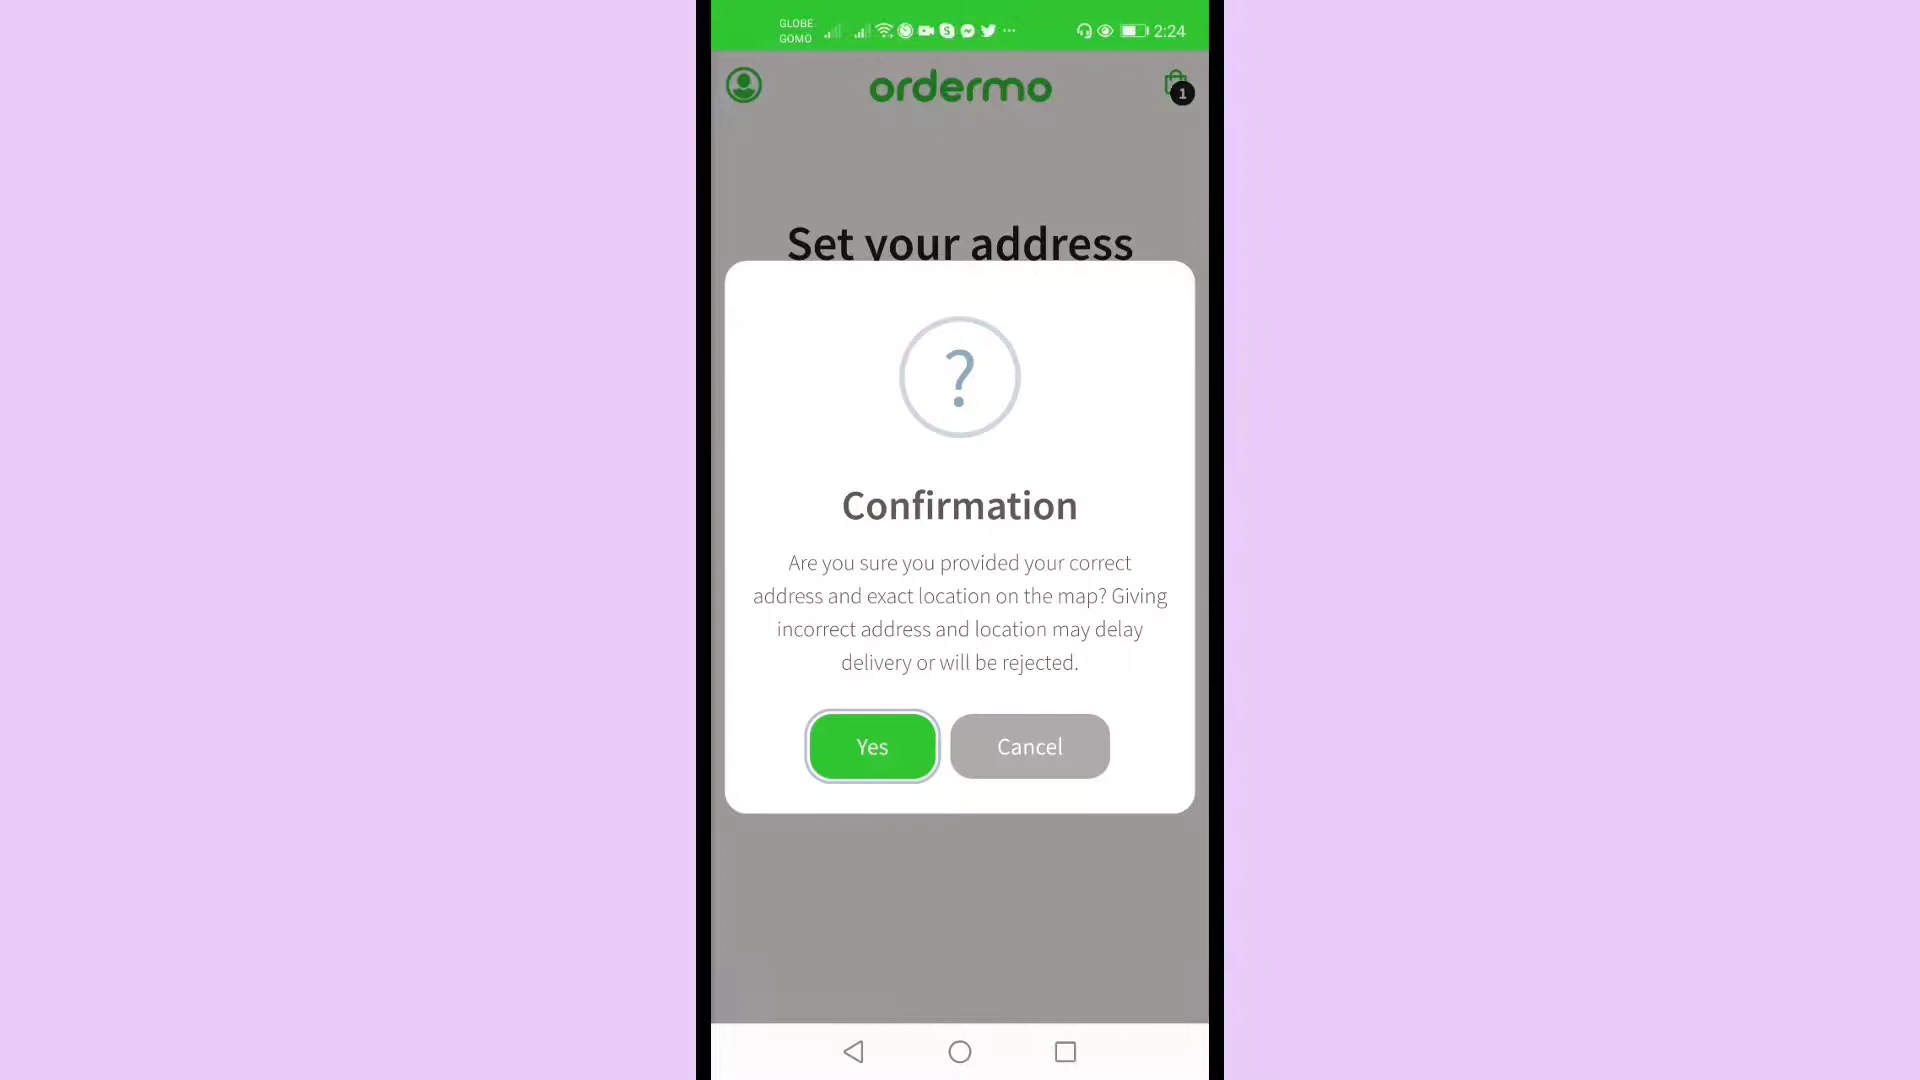 GLOBE
GOMO
2:24
ordermo
1
Set your address
?
Confirmation
Are you sure you provided your correct
address and exact location on the map? Giving
incorrect address and location may delay
delivery or will be rejected.
Yes
Cancel